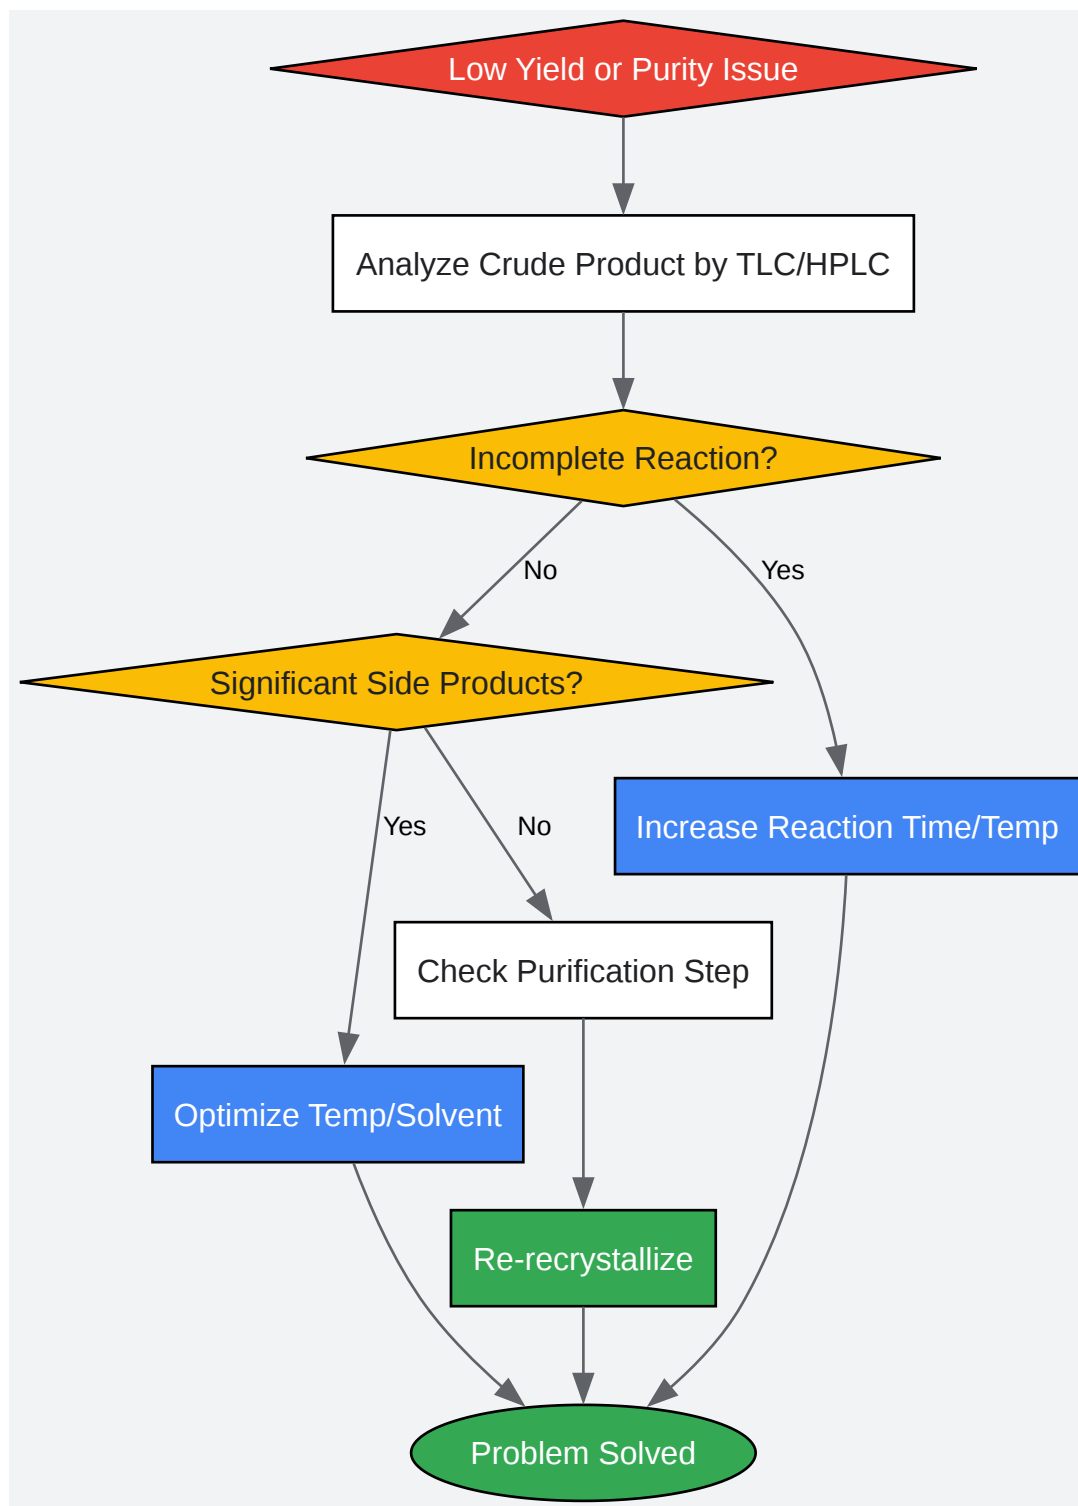 Low Yield or Purity Issue
Analyze Crude Product by TLC/HPLC
Incomplete Reaction?
No
Yes
Significant Side Products?
Yes
No
Increase Reaction Time/Temp
Check Purification Step
Optimize Temp/Solvent
Re-recrystallize
Problem Solved